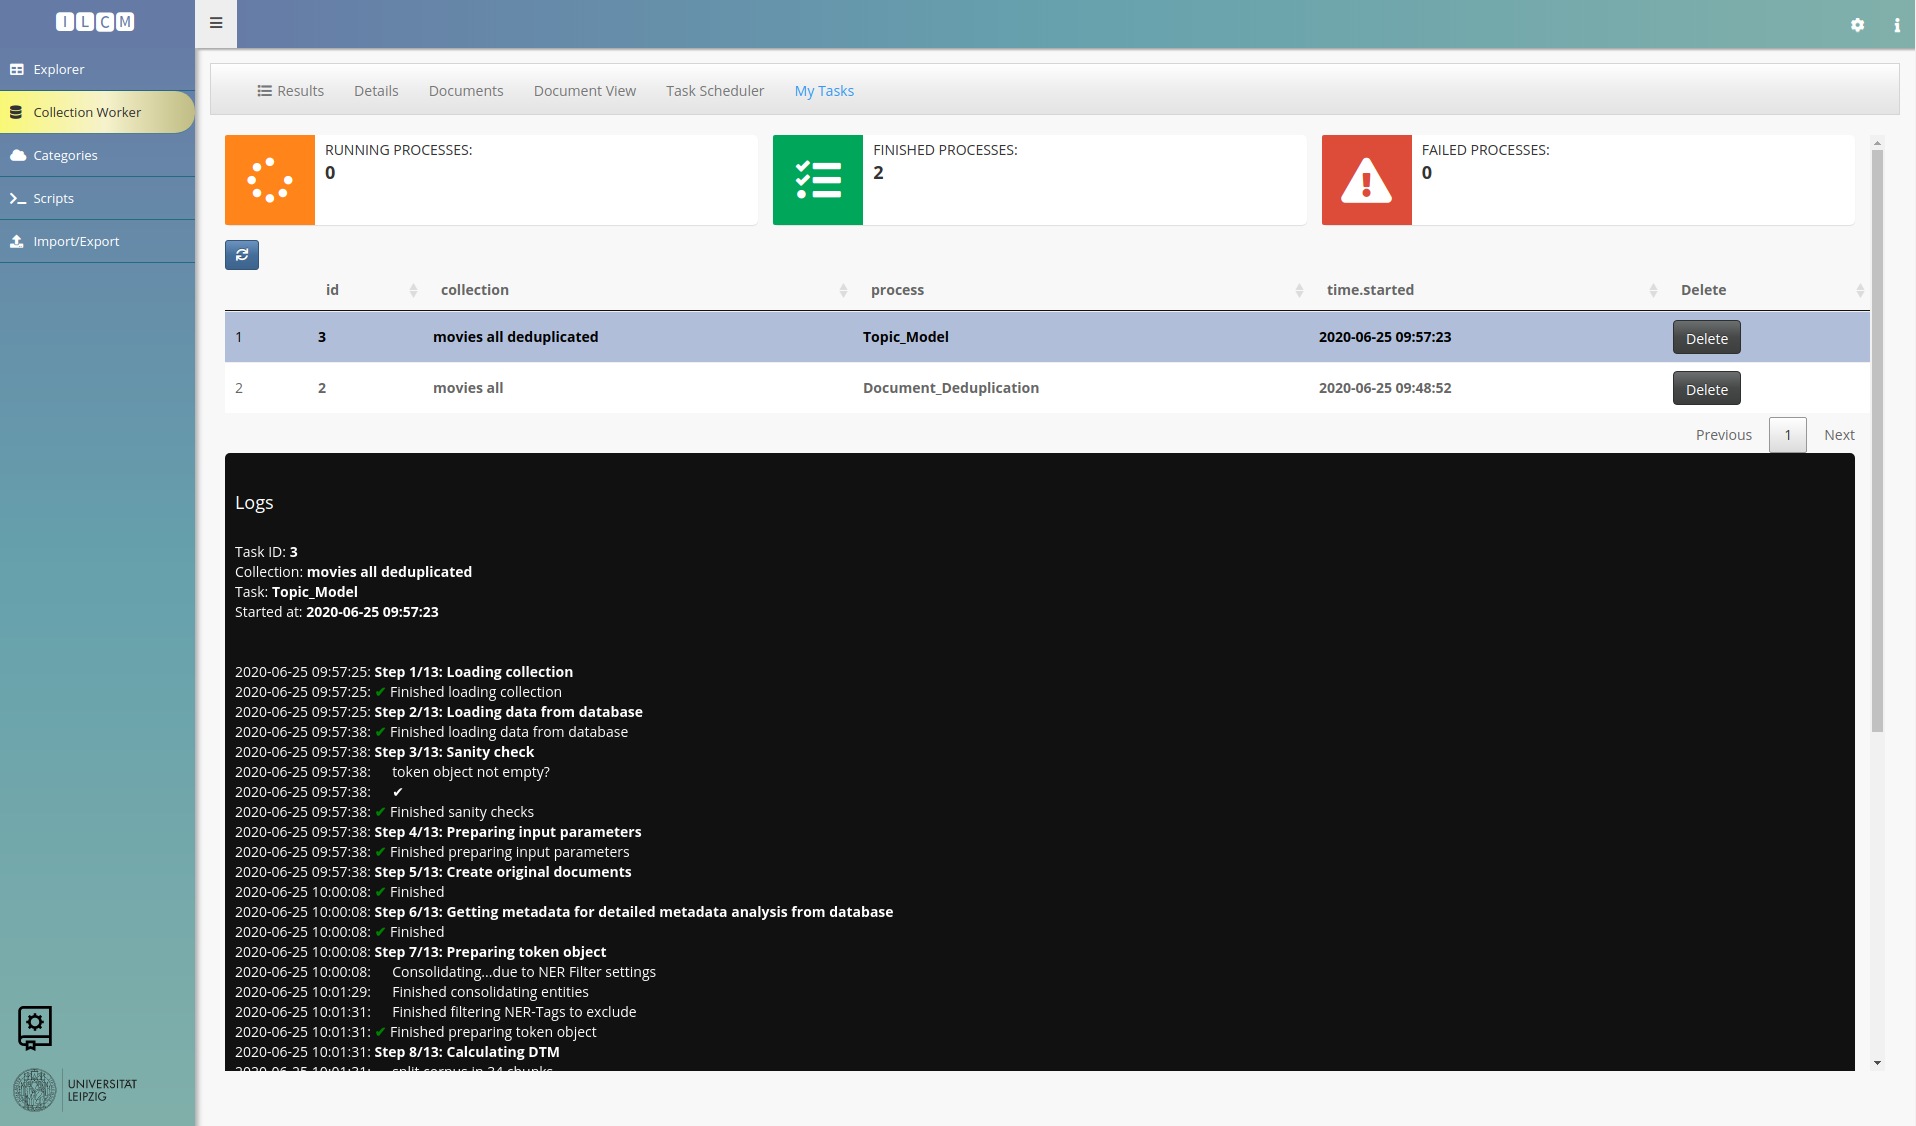 ILCM
Explorer
Collection Worker
Categories
Scripts
Import/Export
Results Details Documents Document View Task Scheduler My Tasks
RUNNING PROCESSES:
0
FINISHED PROCESSES:
2
FAILED PROCESSES:
0
id collection process time.started Delete
1 3 movies all deduplicated Topic_Model 2020-06-25 09:57:23 Delete
2 2 movies all Document_Deduplication 2020-06-25 09:48:52 Delete
Previous 1 Next
Logs
Task ID: 3
Collection: movies all deduplicated
Task: Topic_Model
Started at: 2020-06-25 09:57:23
2020-06-25 09:57:25: Step 1/13: Loading collection
2020-06-25 09:57:25: ✔ Finished loading collection
2020-06-25 09:57:25: Step 2/13: Loading data from database
2020-06-25 09:57:38: ✔ Finished loading data from database
2020-06-25 09:57:38: Step 3/13: Sanity check
2020-06-25 09:57:38: token object not empty?
2020-06-25 09:57:38: ✔
2020-06-25 09:57:38: ✔ Finished sanity checks
2020-06-25 09:57:38: Step 4/13: Preparing input parameters
2020-06-25 09:57:38: ✔ Finished preparing input parameters
2020-06-25 09:57:38: Step 5/13: Create original documents
2020-06-25 10:00:08: ✔ Finished
2020-06-25 10:00:08: Step 6/13: Getting metadata for detailed metadata analysis from database
2020-06-25 10:00:08: ✔ Finished
2020-06-25 10:00:08: Step 7/13: Preparing token object
2020-06-25 10:00:08: Consolidating...due to NER Filter settings
2020-06-25 10:01:29: Finished consolidating entities
2020-06-25 10:01:31: Finished filtering NER-Tags to exclude
2020-06-25 10:01:31: ✔ Finished preparing token object
2020-06-25 10:01:31: Step 8/13: Calculating DTM
2020-06-25 10:01:31: split corpus in 34 chunks
UNIVERSITÄT
LEIPZIG